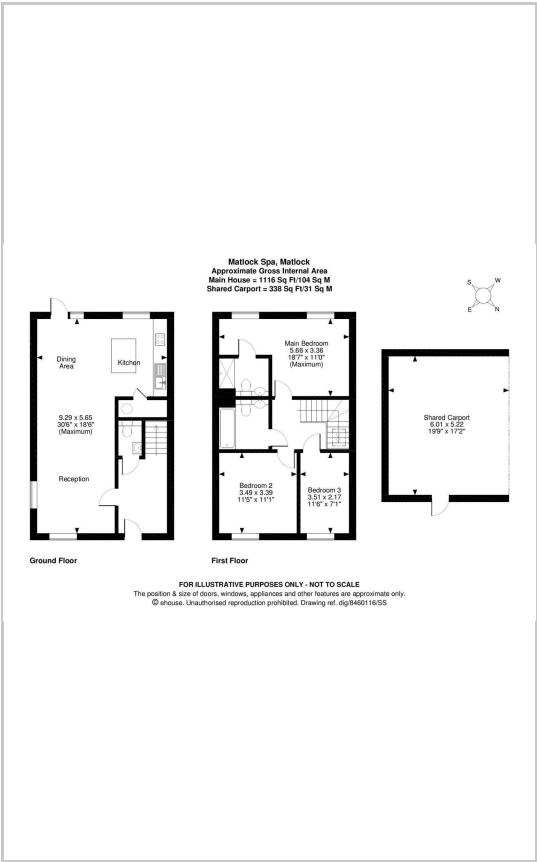 Matlock Spa, Matlock
Approximate Gross Internal Area
Main House = 1116 Sq Ft/104 Sq M
Shared Carport = 338 Sq Ft/31 Sq M
S
W
E
N
Dining
Area
Kitchen
9.29 x 5.65
30'6" x 18'6"
(Maximum)
Reception
Ground Floor
Main Bedroom
5.66 x 3.36
18'7" x 11'0"
(Maximum)
Bedroom 2
3.49 x 3.39
11'5" x 11'1"
Bedroom 3
3.51 x 2.17
11'6" x 7'1"
First Floor
Shared Carport
6.01 x 5.22
19'9" x 17'2"
FOR ILLUSTRATIVE PURPOSES ONLY - NOT TO SCALE
The position & size of doors, windows, appliances and other features are approximate only.
© ehouse. Unauthorised reproduction prohibited. Drawing ref. dig/8460116/SS